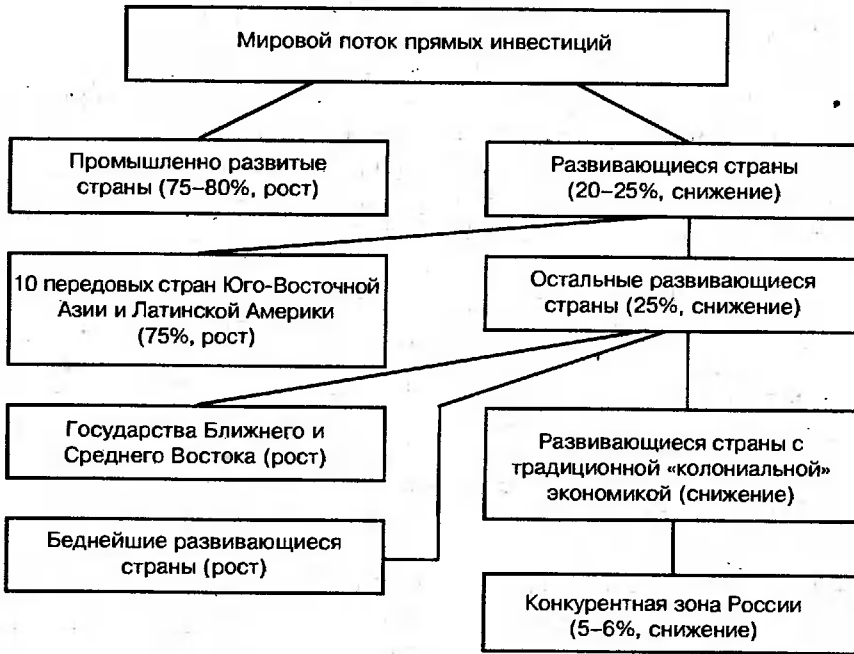 Мировой поток прямых инвестиций
Промышленно развитые
страны (75–80%, рост)
Развивающиеся страны
(20–25%, снижение)
10 передовых стран Юго-Восточной
Азии и Латинской Америки
(75%, рост)
Остальные развивающиеся
страны (25%, снижение)
Государства Ближнего и
Среднего Востока (рост)
Развивающиеся страны с
традиционной «колониальной»
экономикой (снижение)
Беднейшие развивающиеся
страны (рост)
Конкурентная зона России
(5–6%, снижение)